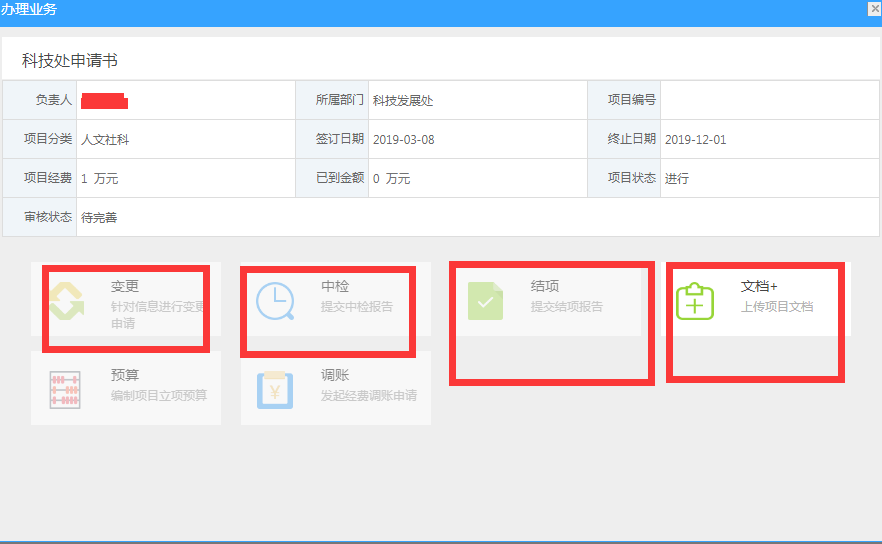 办理业务
科技处申请书
负责人 所属部门 科技发展处 项目编号
项目分类 人文社科 签订日期 2019-03-08 终止日期 2019-12-01
项目经费 1 万元 已到金额 0 万元 项目状态 进行
审核状态 待完善
变更
针对信息进行变更
申请
中检
提交中检报告
结项
提交结项报告
文档+
上传项目文档
预算
编制项目立项预算
调账
发起经费调账申请